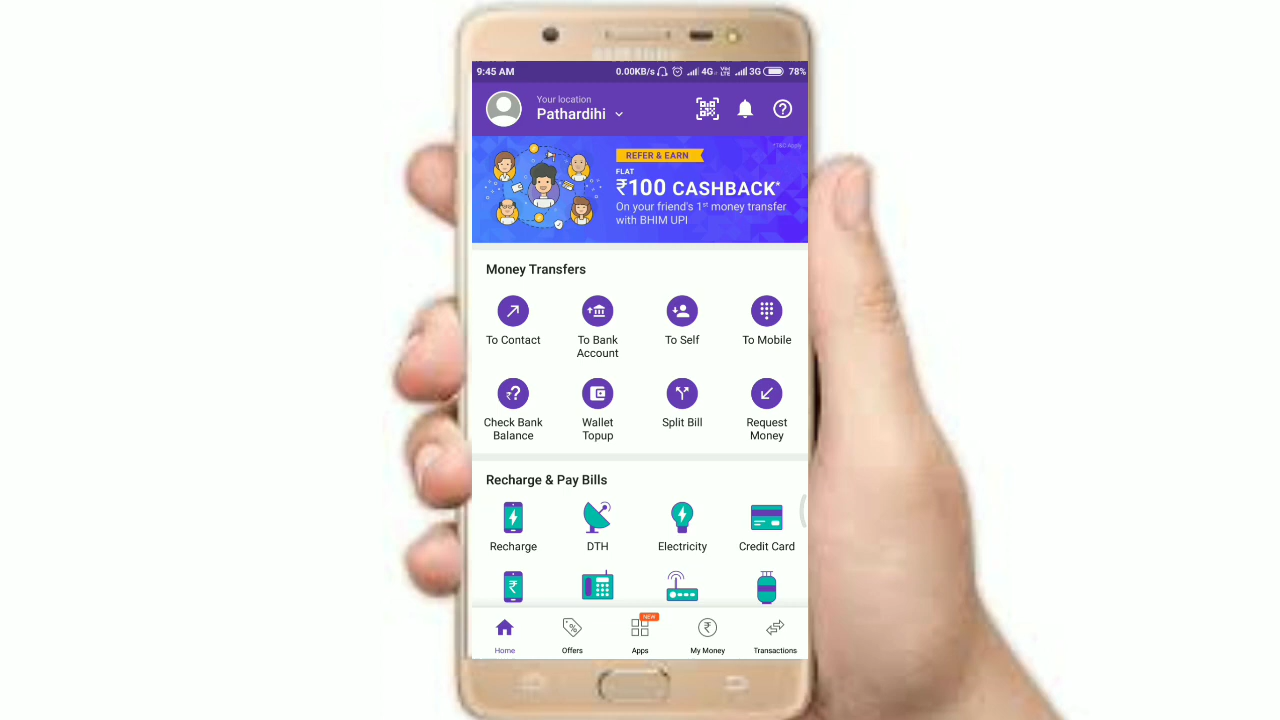 SAMSUNG
9:45 AM 0.00KB/s 4G VoLTE 3G 78%
Your location
Pathardihi
*T&C Apply
REFER & EARN
FLAT
₹100 CASHBACK*
On your friend's 1st money transfer
with BHIM UPI
Money Transfers
To Contact To Bank Account To Self To Mobile
Check Bank Balance Wallet Topup Split Bill Request Money
Recharge & Pay Bills
Recharge DTH Electricity Credit Card
NEW
Home Offers Apps My Money Transactions